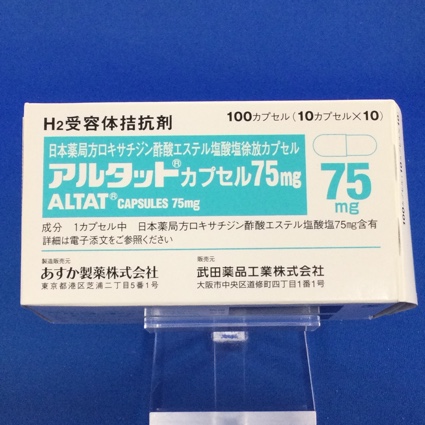 H2受容体拮抗剤
100カプセル（10カプセル×10）
日本薬局方ロキサチジン酢酸エステル塩酸塩徐放カプセル
アルタット®カプセル75mg
ALTAT® CAPSULES 75mg
75
mg
成分 1カプセル中 日本薬局方ロキサチジン酢酸エステル塩酸塩75mg含有
詳細は電子添文をご参照ください
製造販売元
あすか製薬株式会社
東京都港区芝浦二丁目5番1号
販売元
武田薬品工業株式会社
大阪市中央区道修町四丁目1番1号